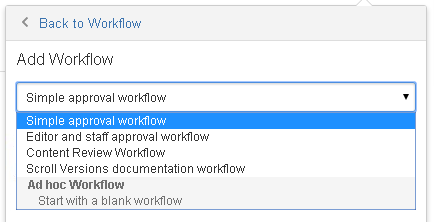 Back to Workflow
Add Workflow
Simple approval workflow
Simple approval workflow
Editor and staff approval workflow
Content Review Workflow
Scroll Versions documentation workflow
Ad hoc Workflow
Start with a blank workflow